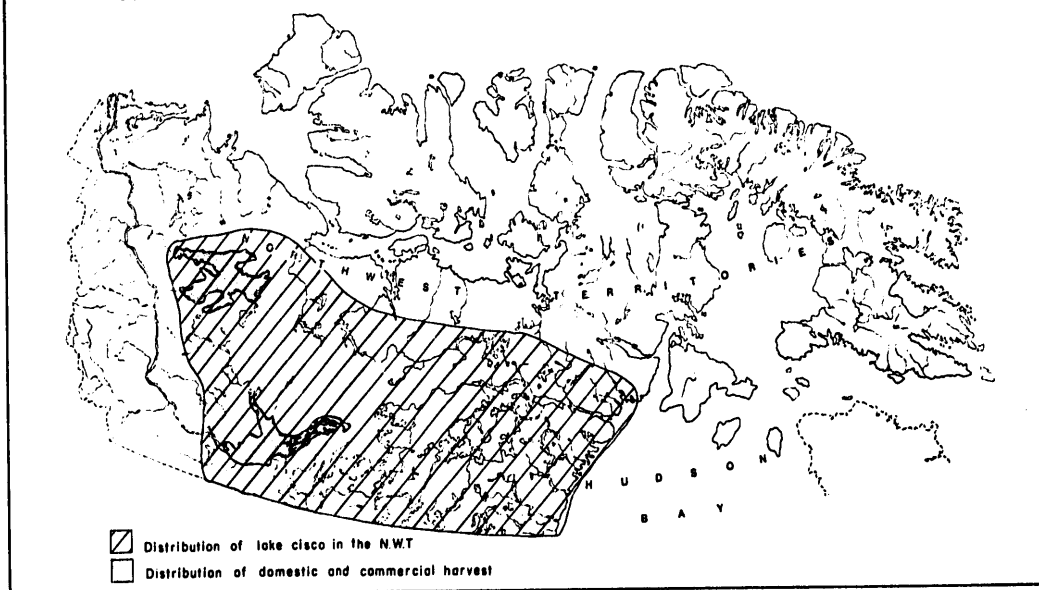 NORTHWEST TERRITORIES
HUDSON
BAY
Distribution of lake cisco in the N.W.T
Distribution of domestic and commercial harvest